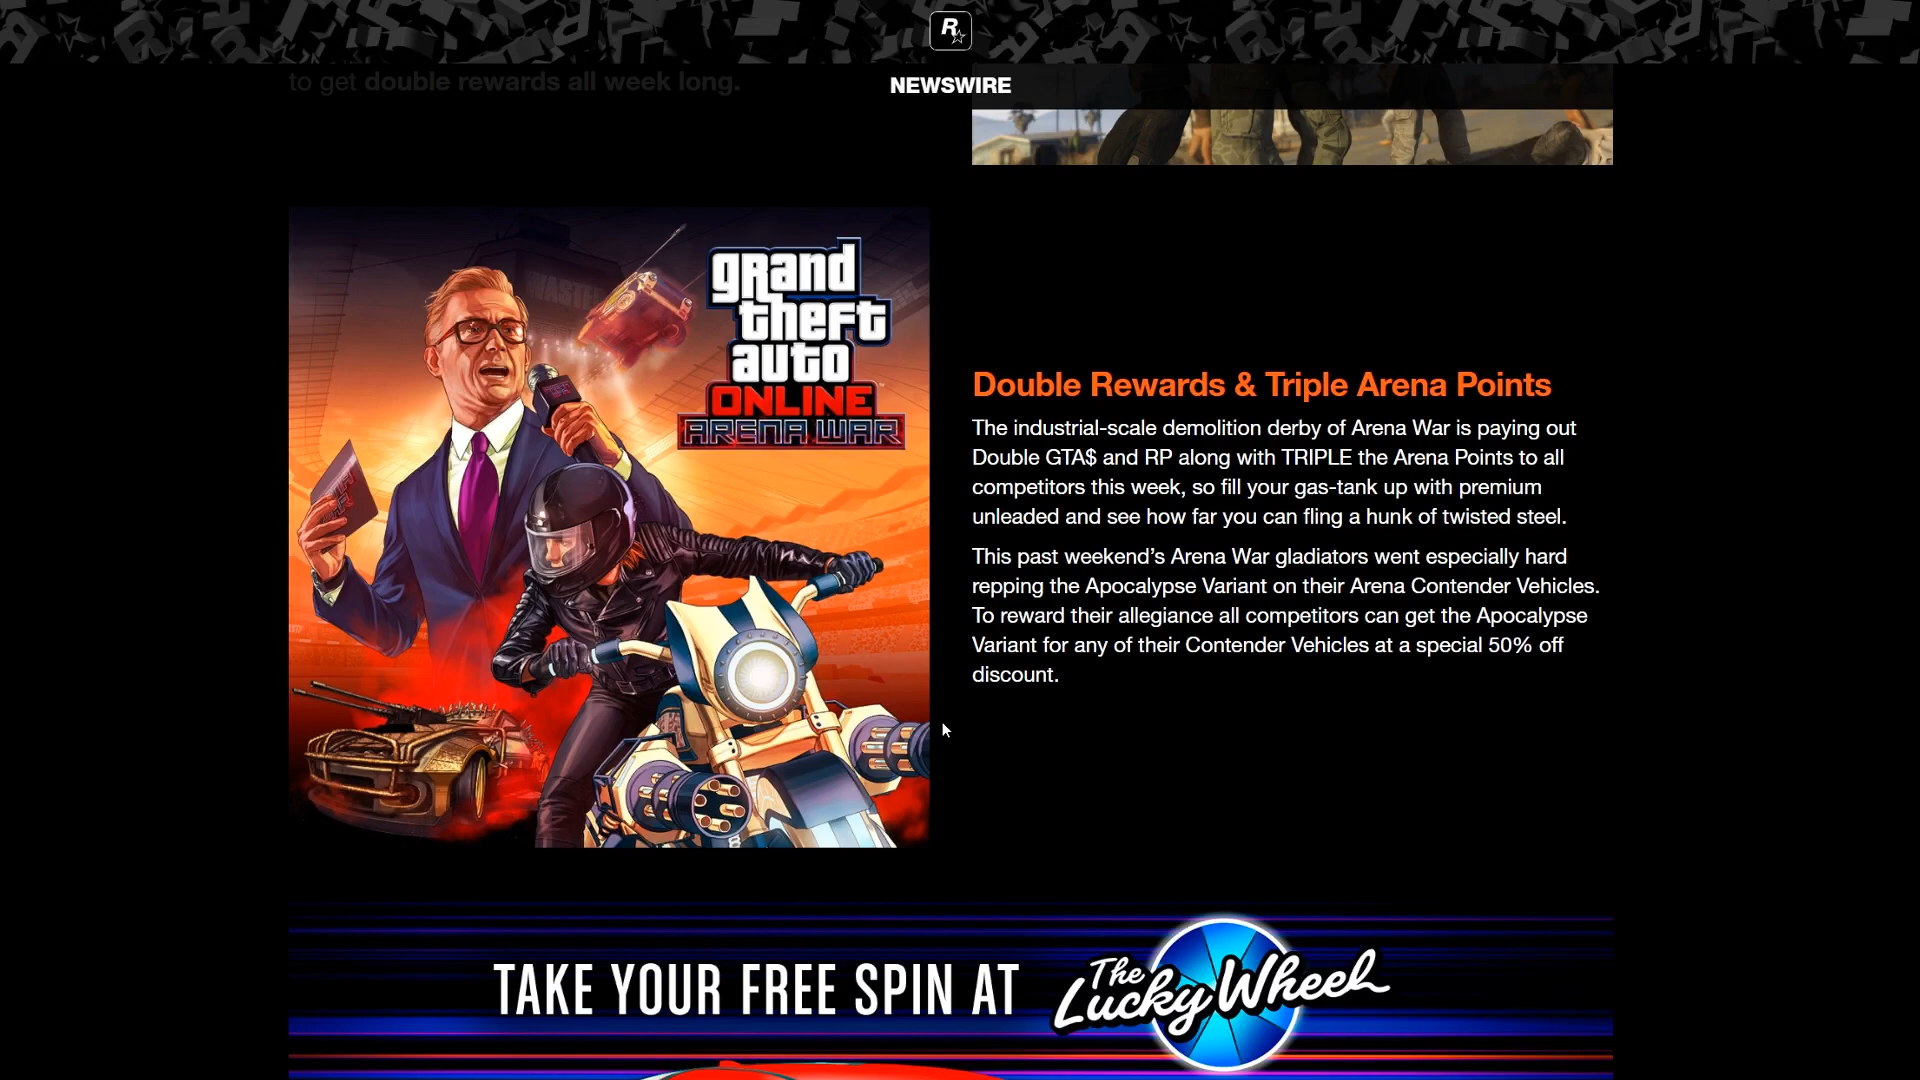 R
to get double rewards all week long.
NEWSWIRE
grand
theft
auto
ONLINE
ARENA WAR
Double Rewards & Triple Arena Points
The industrial-scale demolition derby of Arena War is paying out
Double GTA$ and RP along with TRIPLE the Arena Points to all
competitors this week, so fill your gas-tank up with premium
unleaded and see how far you can fling a hunk of twisted steel.
This past weekend’s Arena War gladiators went especially hard
repping the Apocalypse Variant on their Arena Contender Vehicles.
To reward their allegiance all competitors can get the Apocalypse
Variant for any of their Contender Vehicles at a special 50% off
discount.
TAKE YOUR FREE SPIN AT
The
Lucky Wheel